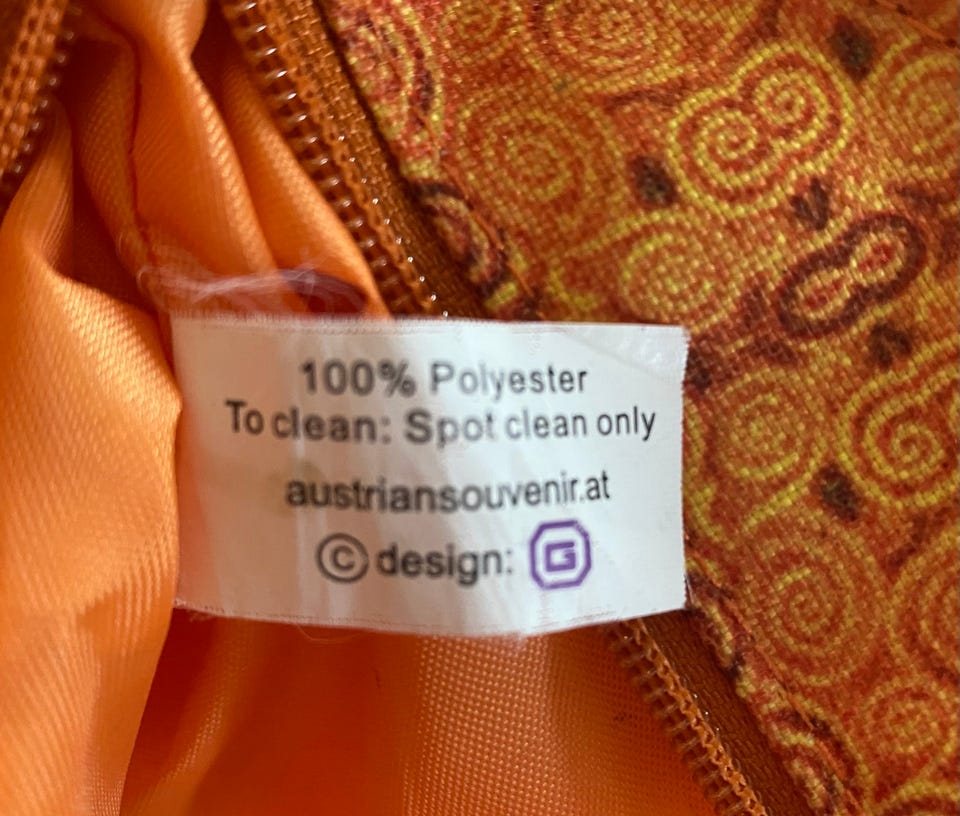 100% Polyester
To clean: Spot clean only
austriansouvenir.at
© design: G